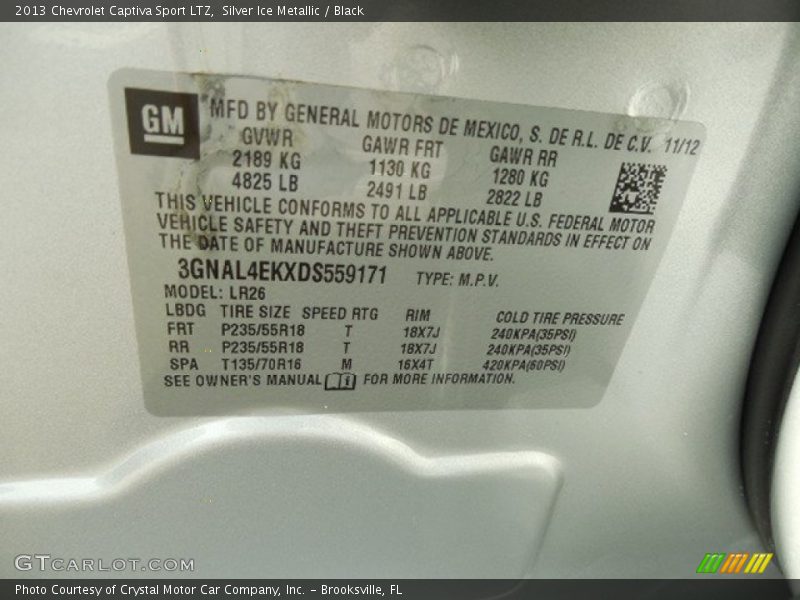 2013 Chevrolet Captiva Sport LTZ,  Silver Ice Metallic / Black
GM
MFD BY GENERAL MOTORS DE MEXICO, S. DE R.L. DE C.V. 11/12
GVWR GAWR FRT GAWR RR
2189 KG 1130 KG 1280 KG
4825 LB 2491 LB 2822 LB
THIS VEHICLE CONFORMS TO ALL APPLICABLE U.S. FEDERAL MOTOR
VEHICLE SAFETY AND THEFT PREVENTION STANDARDS IN EFFECT ON
THE DATE OF MANUFACTURE SHOWN ABOVE.
3GNAL4EKXDS559171 TYPE: M.P.V.
MODEL: LR26
LBDG TIRE SIZE SPEED RTG RIM COLD TIRE PRESSURE
FRT P235/55R18 T 18X7J 240KPA(35PSI)
RR P235/55R18 T 18X7J 240KPA(35PSI)
SPA T135/70R16 M 16X4T 420KPA(60PSI)
SEE OWNER'S MANUAL FOR MORE INFORMATION.
GTCARLOT.COM
Photo Courtesy of Crystal Motor Car Company, Inc. – Brooksville, FL